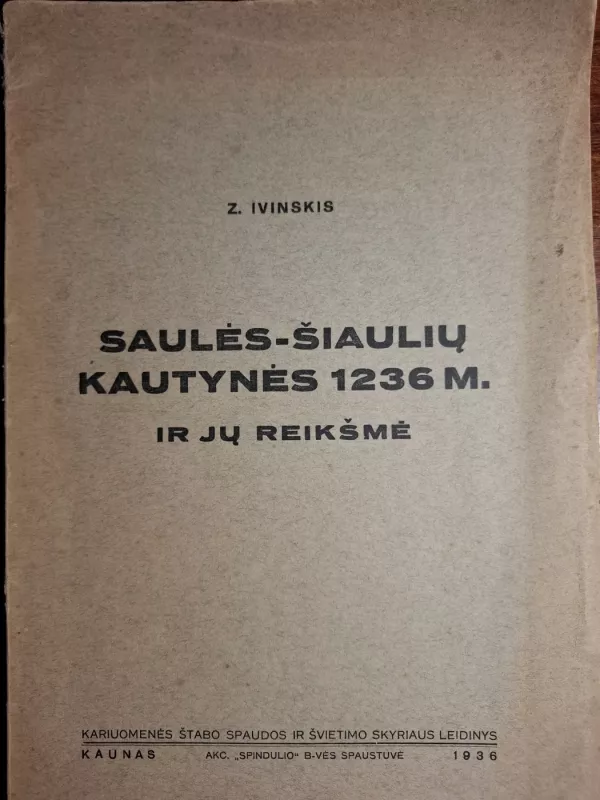 Z. IVINSKIS
SAULĖS-ŠIAULIŲ
KAUTYNĖS 1236 M.
IR JŲ REIKŠMĖ
KARIUOMENĖS ŠTABO SPAUDOS IR ŠVIETIMO SKYRIAUS LEIDINYS
KAUNAS AKC. „SPINDULIO“ B-VĖS SPAUSTUVĖ 1936